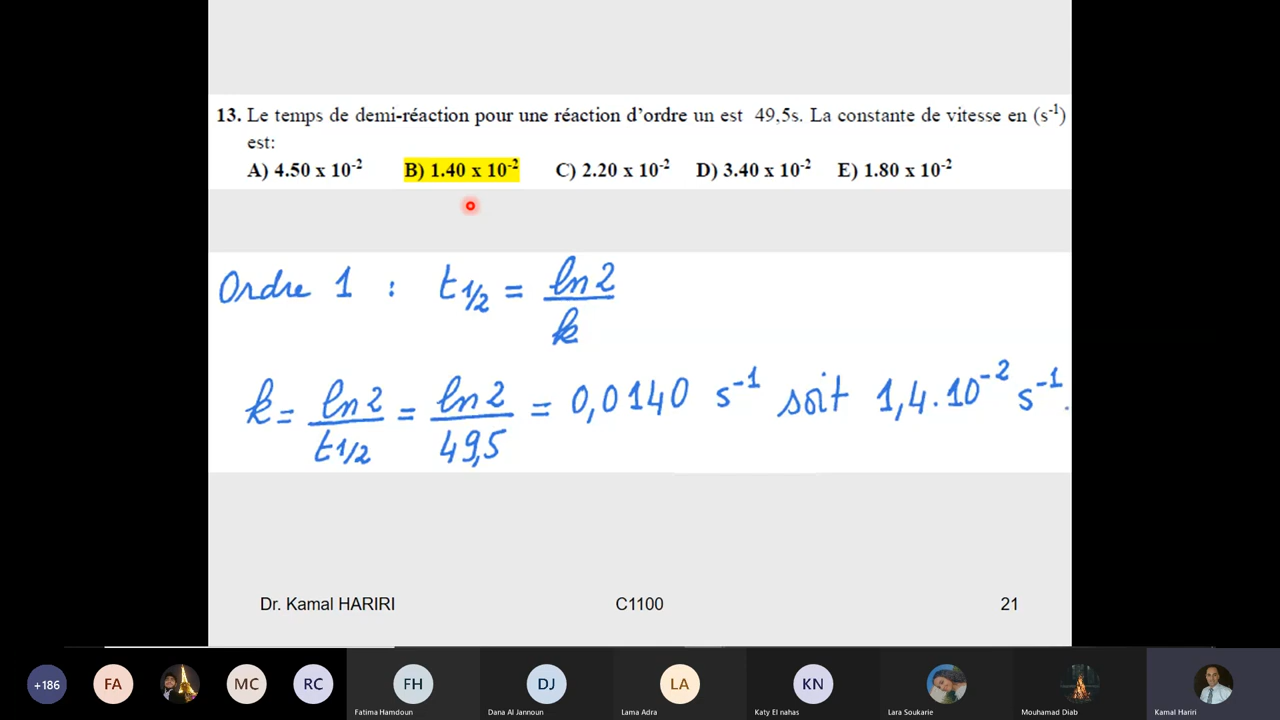 13. Le temps de demi-réaction pour une réaction d'ordre un est 49,5s. La constante de vitesse en (s⁻¹)
est:
A) 4.50 x 10⁻² B) 1.40 x 10⁻² C) 2.20 x 10⁻² D) 3.40 x 10⁻² E) 1.80 x 10⁻²
Ordre 1 : t1/2 = ln2/k
k = ln2/t1/2 = ln2/49,5 = 0,0140 s⁻¹ soit 1,4.10⁻² s⁻¹.
Dr. Kamal HARIRI C1100 21
+186 FA MC RC FH DJ LA KN
Fatima Hamdoun Dana Al Jannoun Lama Adra Katy El nahas Lara Soukarie Mouhamad Diab Kamal Hariri